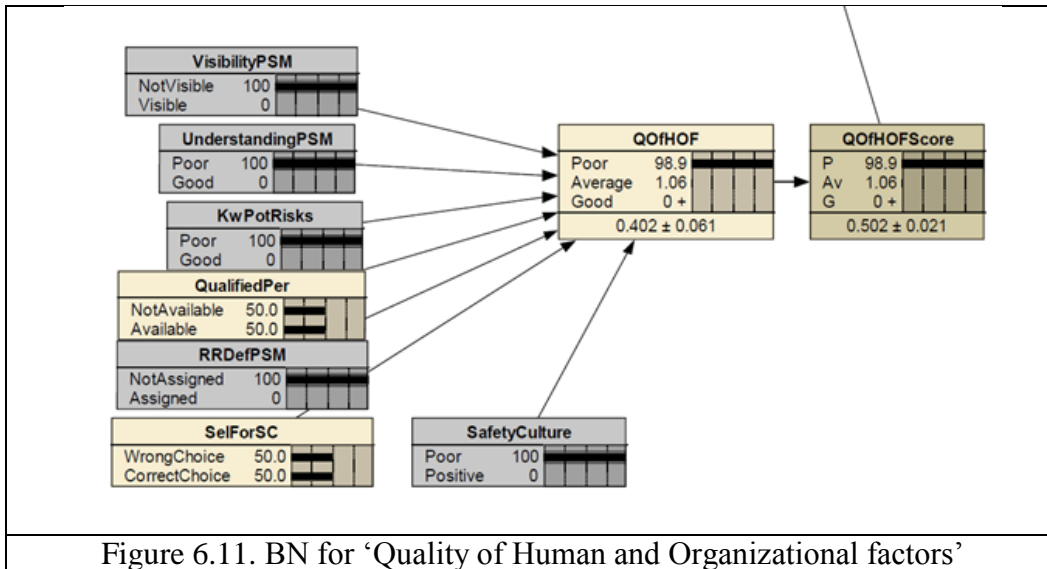 VisibilityPSM
NotVisible 100
Visible 0
UnderstandingPSM
Poor 100
Good 0
KwPotRisks
Poor 100
Good 0
QualifiedPer
NotAvailable 50.0
Available 50.0
RRDefPSM
NotAssigned 100
Assigned 0
SelForSC
WrongChoice 50.0
CorrectChoice 50.0
SafetyCulture
Poor 100
Positive 0
QOfHOF
Poor 98.9
Average 1.06
Good 0 +
0.402 ± 0.061
QOfHOFScore
P 98.9
Av 1.06
G 0 +
0.502 ± 0.021
Figure 6.11. BN for ‘Quality of Human and Organizational factors’